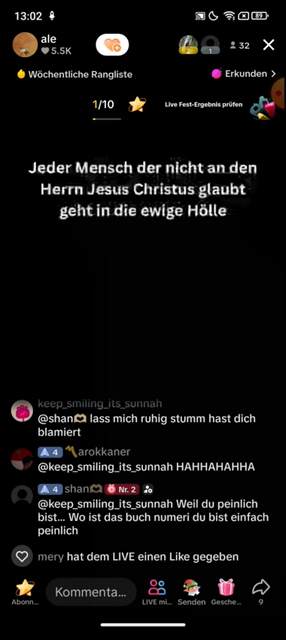 13:02
89
ale
5.5K
2
1
32
Wöchentliche Rangliste
Erkunden >
1/10
Live Fest-Ergebnis prüfen
Jeder Mensch der nicht an den
Herrn Jesus Christus glaubt
geht in die ewige Hölle
keep_smiling_its_sunnah
@shan🫶 lass mich ruhig stumm hast dich
blamiert
4 〽️arokkaner
@keep_smiling_its_sunnah HAHHAHAHHA
4 shan🫶 Nr. 2
@keep_smiling_its_sunnah Weil du peinlich
bist... Wo ist das buch numeri du bist einfach
peinlich
mery hat dem LIVE einen Like gegeben
Abonn...
Kommenta...
LIVE mi...
Senden
Gesche...
9